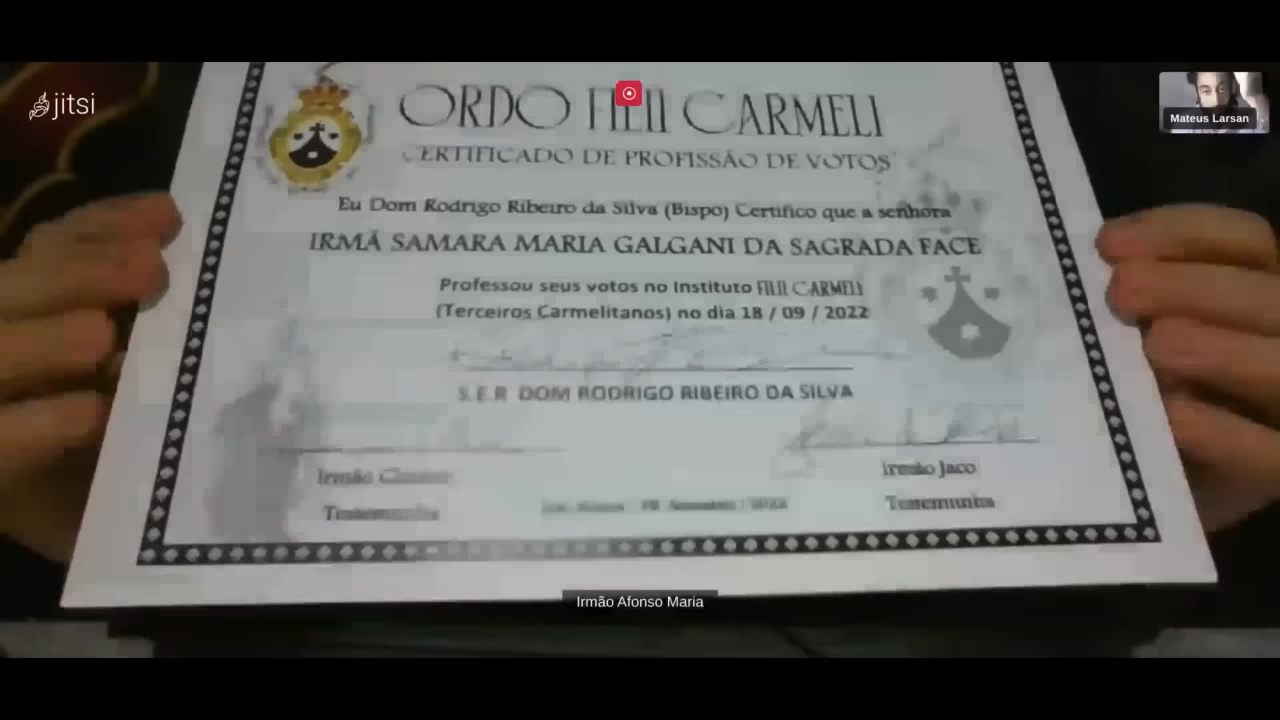 jitsi
Mateus Larsan
ORDO FILII CARMELI
CERTIFICADO DE PROFISSÃO DE VOTOS
Eu Dom Rodrigo Ribeiro da Silva (Bispo) Certifico que a senhora
IRMÃ SAMARA MARIA GALGANI DA SAGRADA FACE
Professou seus votos no Instituto FILII CARMELI
(Terceiros Carmelitanos) no dia 18 / 09 / 2022
S.E.R DOM RODRIGO RIBEIRO DA SILVA
Irmão
irmão Jaco
Testemunha
Testemunha
Irmão Afonso Maria